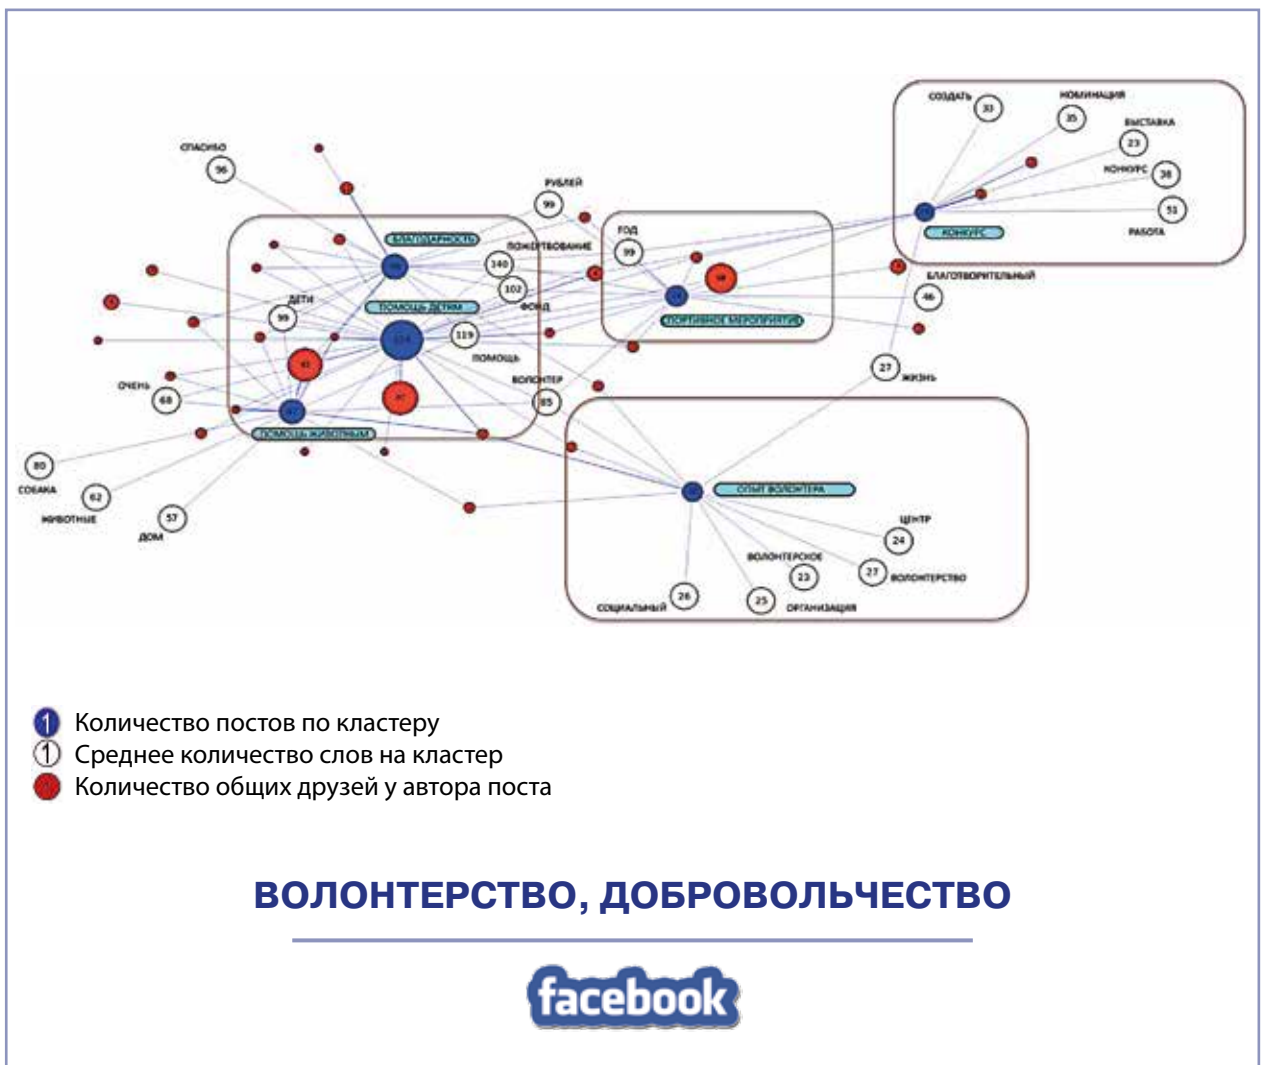 СОЗДАТЬ
33
НОМИНАЦИЯ
35
ВЫСТАВКА
23
КОНКУРС
38
51
РАБОТА
КОНКУРС
СПАСИБО
96
РУБЛЕЙ
99
БЛАГОДАРНОСТЬ
ПОЖЕРТВОВАНИЕ
140
102
ФОНД
ГОД
99
БЛАГОТВОРИТЕЛЬНЫЙ
46
СПОРТИВНОЕ МЕРОПРИЯТИЕ
ДЕТИ
99
ПОМОЩЬ ДЕТЯМ
119
ПОМОЩЬ
ВОЛОНТЕР
85
27
ЖИЗНЬ
ОЧЕНЬ
68
ПОМОЩЬ ЖИВОТНЫМ
80
СОБАКА
62
ЖИВОТНЫЕ
57
ДОМ
ОПЫТ ВОЛОНТЕРА
ЦЕНТР
24
ВОЛОНТЕРСКОЕ
23
27
ВОЛОНТЕРСТВО
СОЦИАЛЬНЫЙ
26
25
ОРГАНИЗАЦИЯ
1 Количество постов по кластеру
1 Среднее количество слов на кластер
Количество общих друзей у автора поста
ВОЛОНТЕРСТВО, ДОБРОВОЛЬЧЕСТВО
facebook